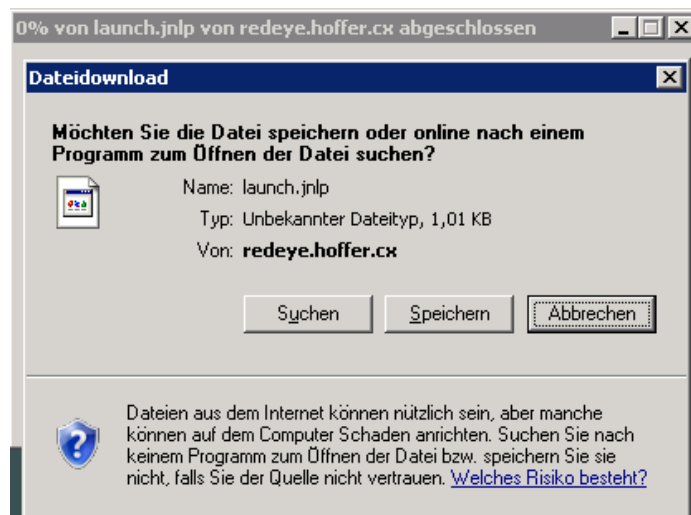 0% von launch.jnlp von redeye.hoffer.cx abgeschlossen
Dateidownload
Möchten Sie die Datei speichern oder online nach einem
Programm zum Öffnen der Datei suchen?
Name: launch.jnlp
Typ: Unbekannter Dateityp, 1,01 KB
Von: redeye.hoffer.cx
Suchen Speichern Abbrechen
Dateien aus dem Internet können nützlich sein, aber manche
können auf dem Computer Schaden anrichten. Suchen Sie nach
keinem Programm zum Öffnen der Datei bzw. speichern Sie sie
nicht, falls Sie der Quelle nicht vertrauen. Welches Risiko besteht?